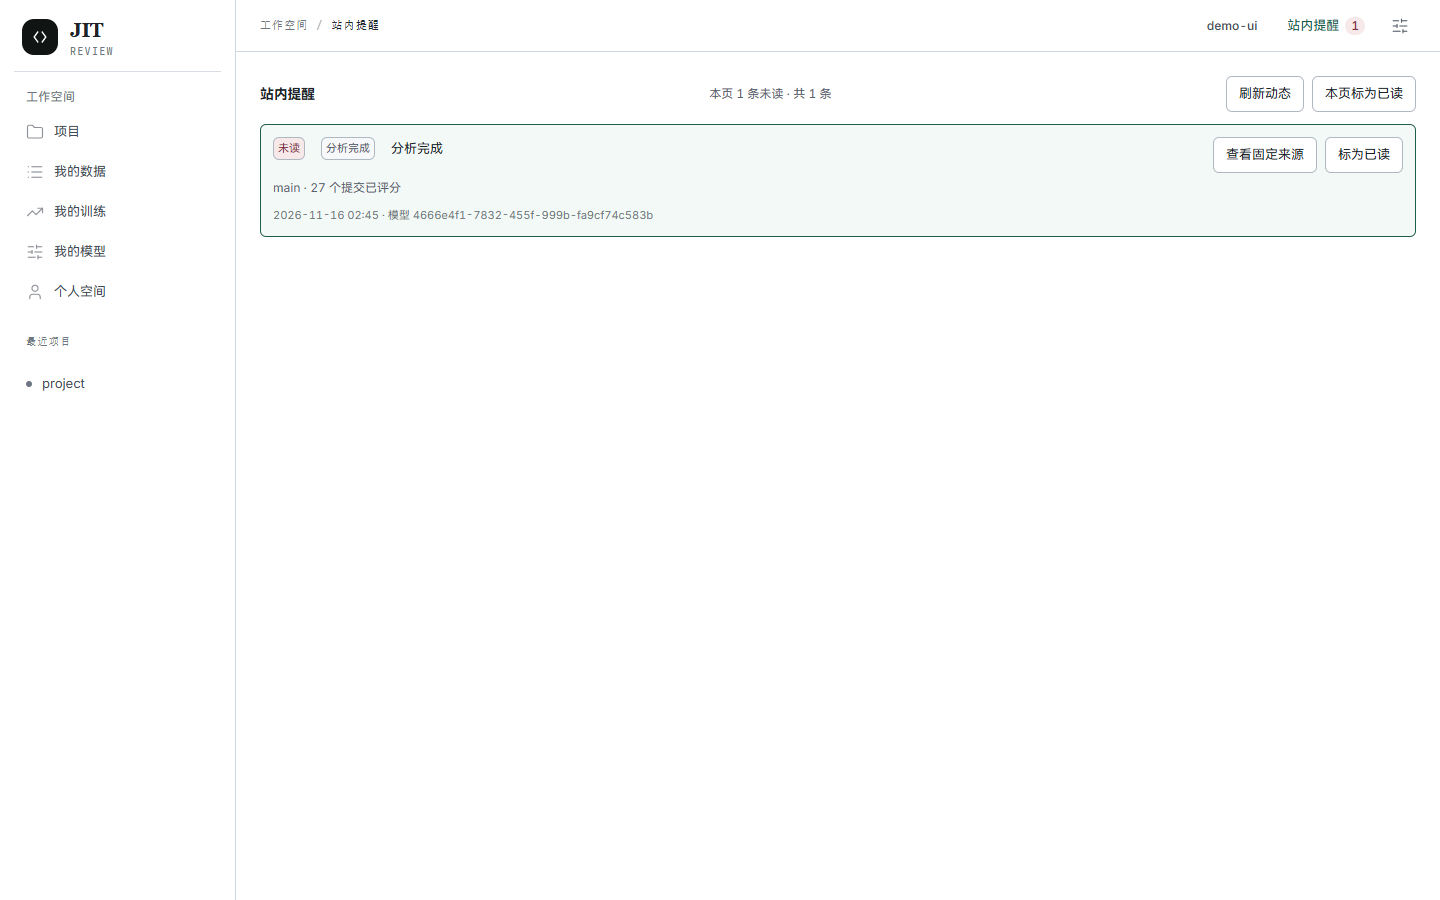 JIT
REVIEW
工作空间
项目
我的数据
我的训练
我的模型
个人空间
最近项目
project
工作空间 / 站内提醒
demo-ui
站内提醒 1
站内提醒
本页 1 条未读 · 共 1 条
刷新动态
本页标为已读
未读 分析完成 分析完成
查看固定来源
标为已读
main · 27 个提交已评分
2026-11-16 02:45 · 模型 4666e4f1-7832-455f-999b-fa9cf74c583b